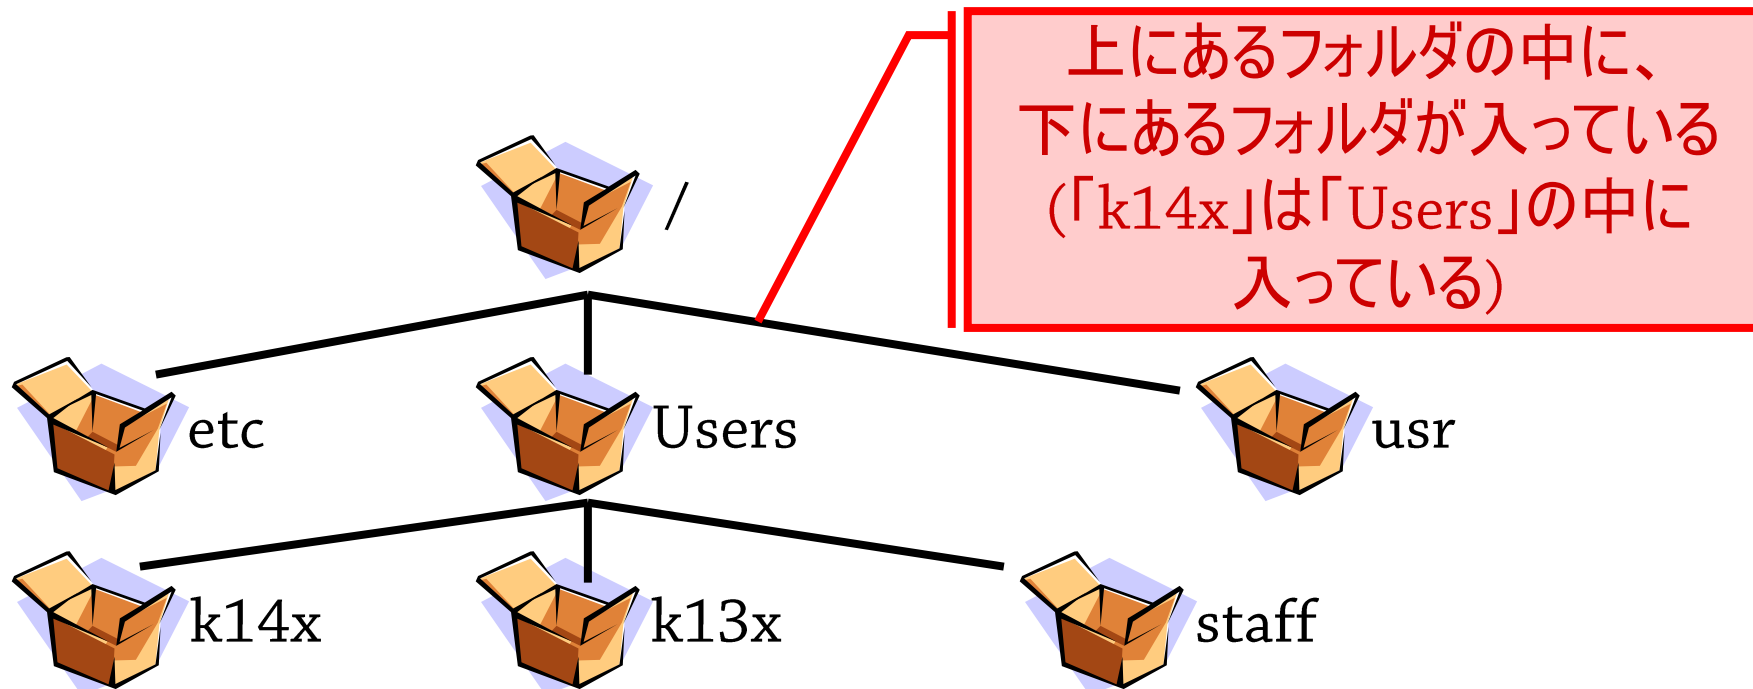 上にあるフォルダの中に、
下にあるフォルダが入っている
(「k14x」は「Users」の中に
入っている)
/
etc
Users
usr
k14x
k13x
staff